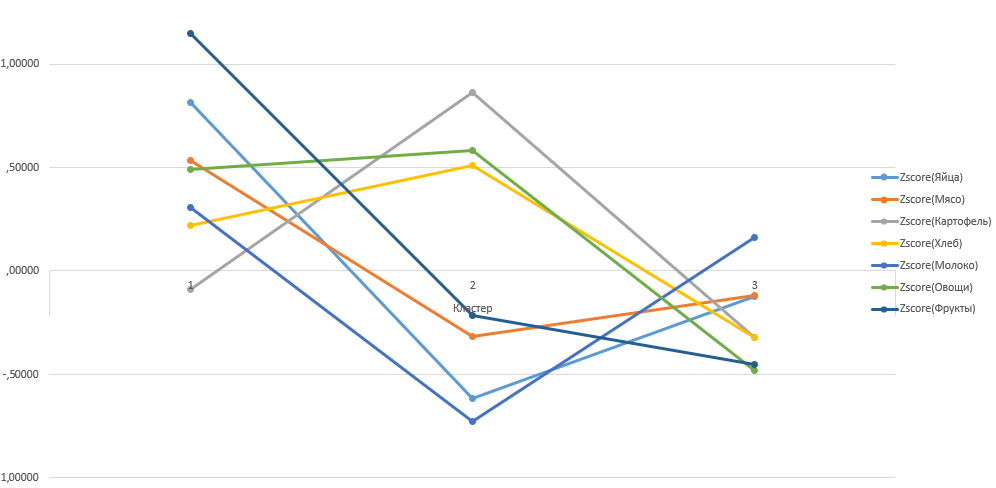 1,00000
,50000
,00000
-,50000
1,00000
1
2
3
Кластер
Zscore(Яйца)
Zscore(Мясо)
Zscore(Картофель)
Zscore(Хлеб)
Zscore(Молоко)
Zscore(Овощи)
Zscore(Фрукты)